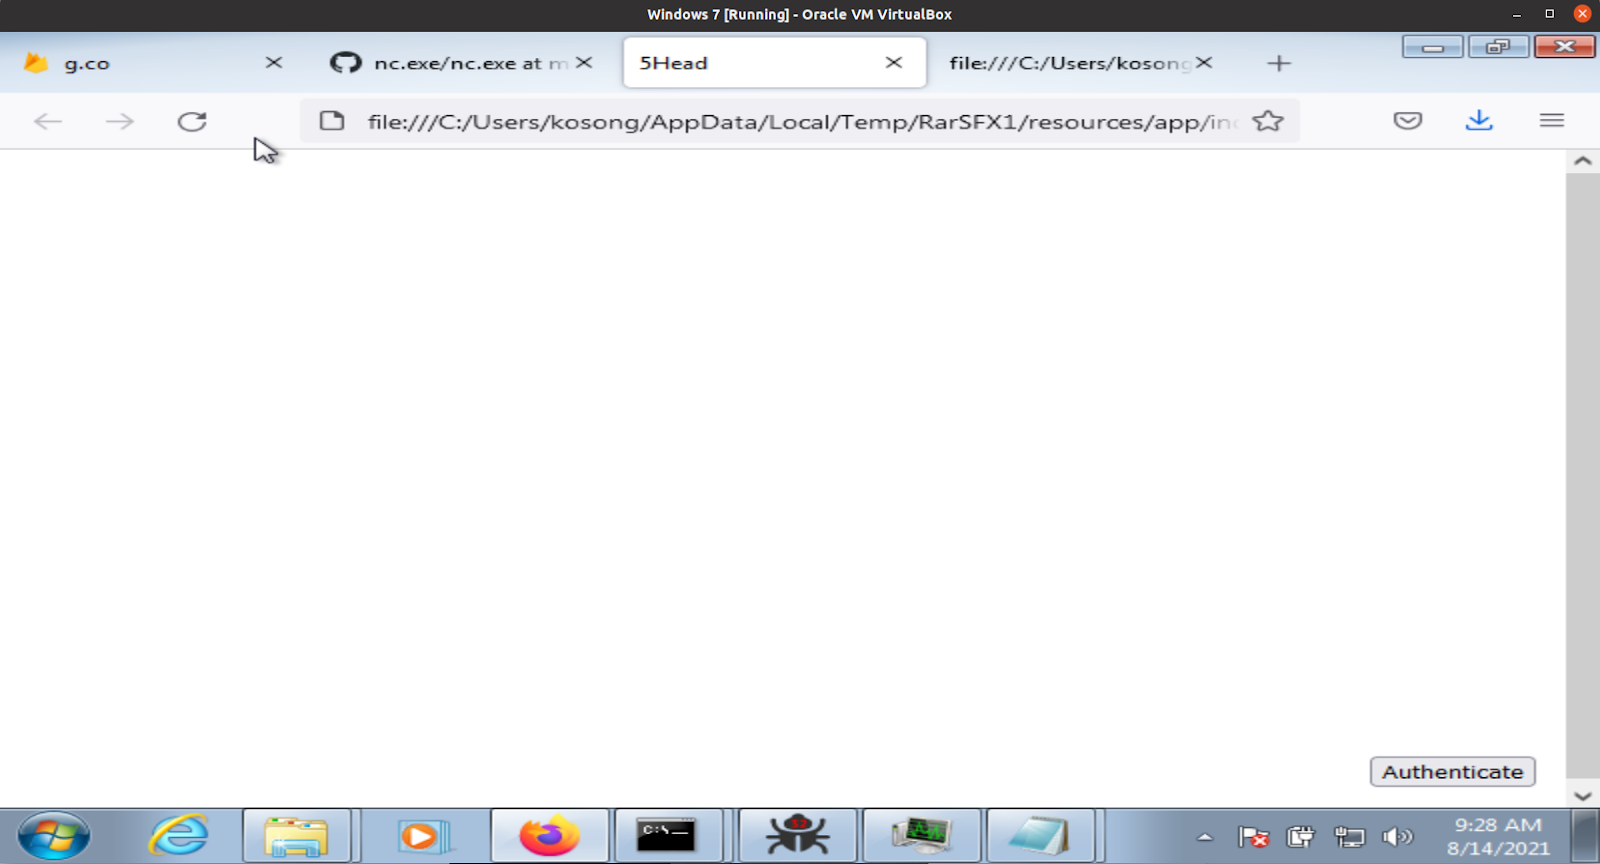 Windows 7 [Running] - Oracle VM VirtualBox
g.co
nc.exe/nc.exe at m
5Head
file:///C:/Users/kosong
file:///C:/Users/kosong/AppData/Local/Temp/RarSFX1/resources/app/in
Authenticate
C:\_
9:28 AM
8/14/2021